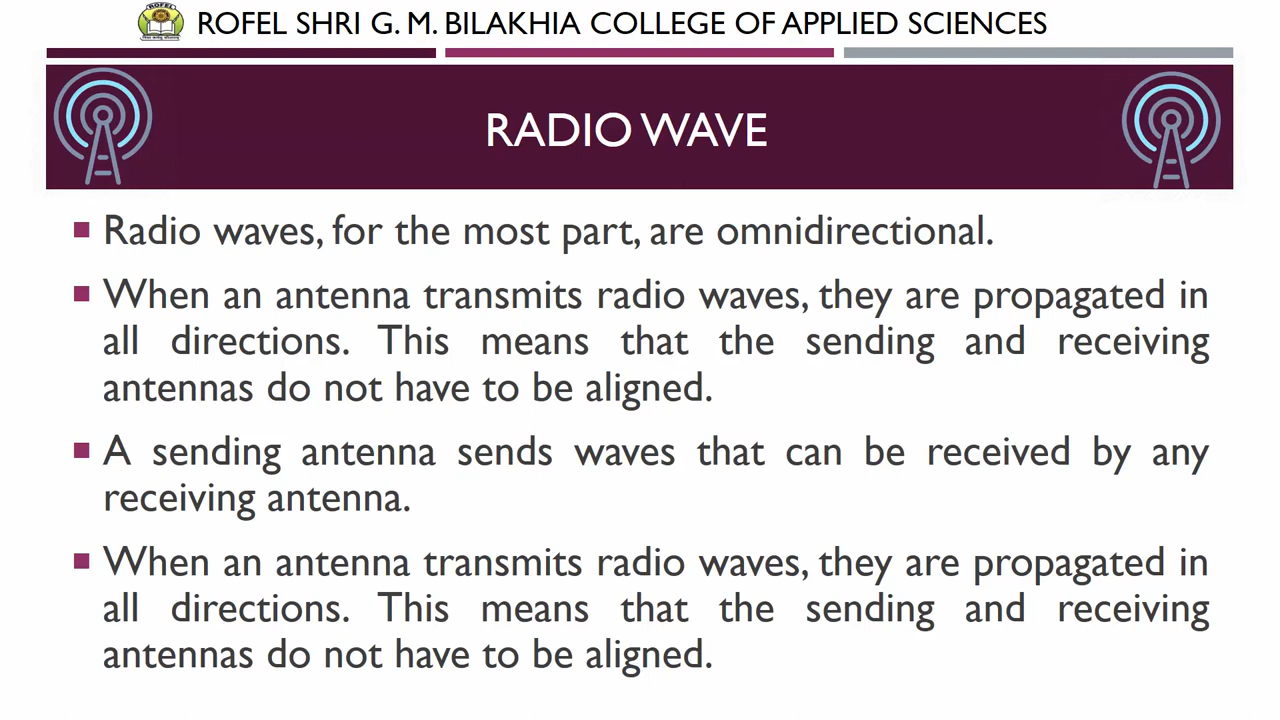 ROFEL
ROFEL SHRI G. M. BILAKHIA COLLEGE OF APPLIED SCIENCES
RADIO WAVE
Radio waves, for the most part, are omnidirectional.
When an antenna transmits radio waves, they are propagated in
all directions. This means that the sending and receiving
antennas do not have to be aligned.
A sending antenna sends waves that can be received by any
receiving antenna.
When an antenna transmits radio waves, they are propagated in
all directions. This means that the sending and receiving
antennas do not have to be aligned.